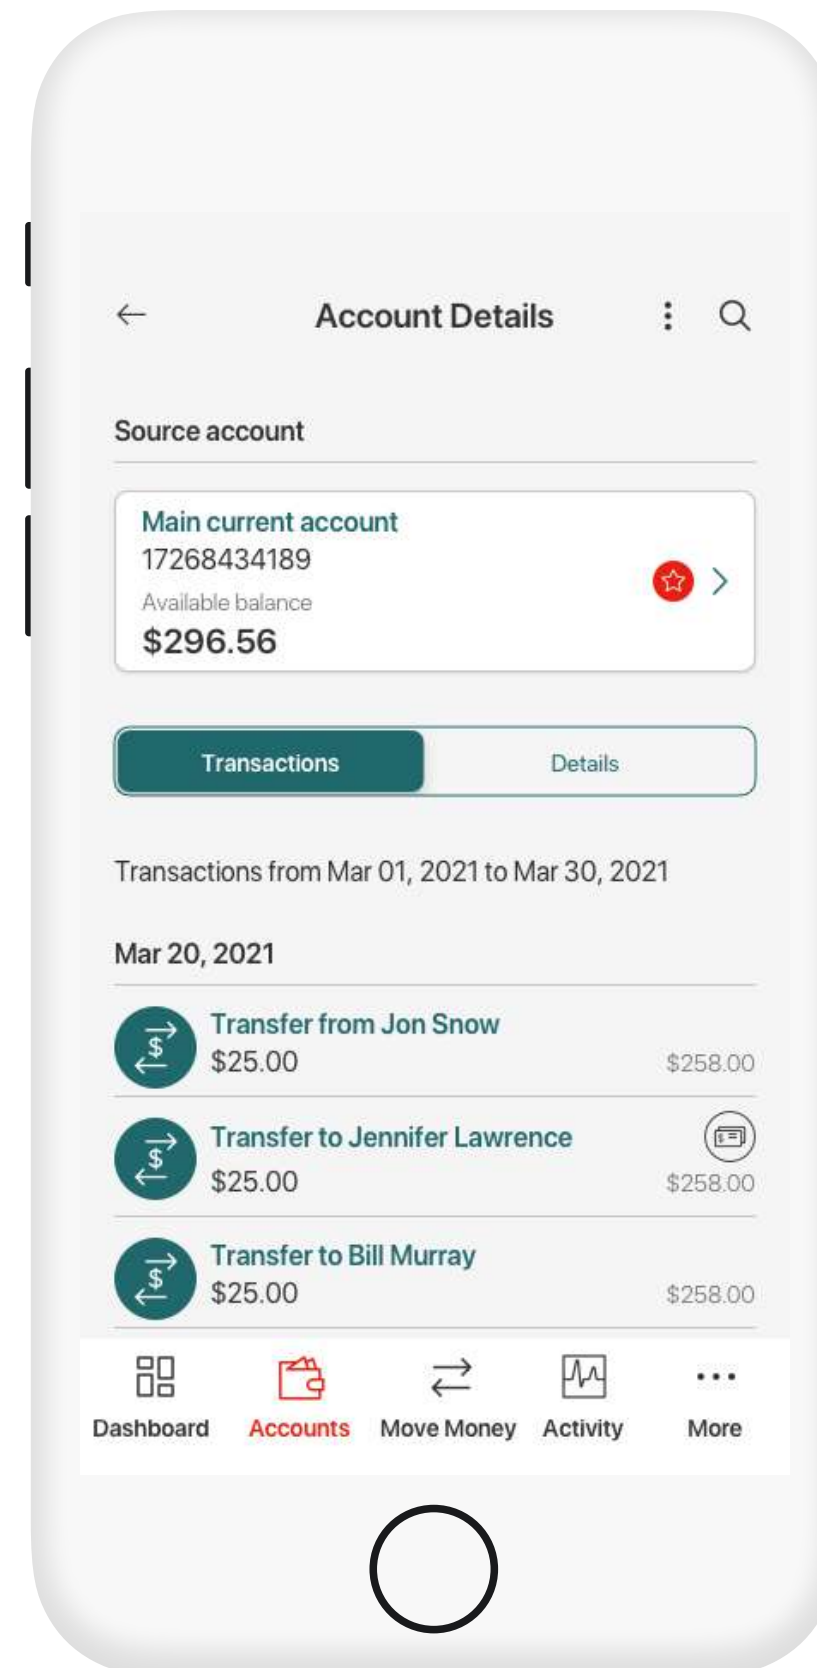 Account Details
Source account
Main current account
17268434189
Available balance
$296.56
Transactions Details
Transactions from Mar 01, 2021 to Mar 30, 2021
Mar 20, 2021
Transfer from Jon Snow
$25.00 $258.00
Transfer to Jennifer Lawrence
$25.00 $258.00
Transfer to Bill Murray
$25.00 $258.00
Dashboard Accounts Move Money Activity More